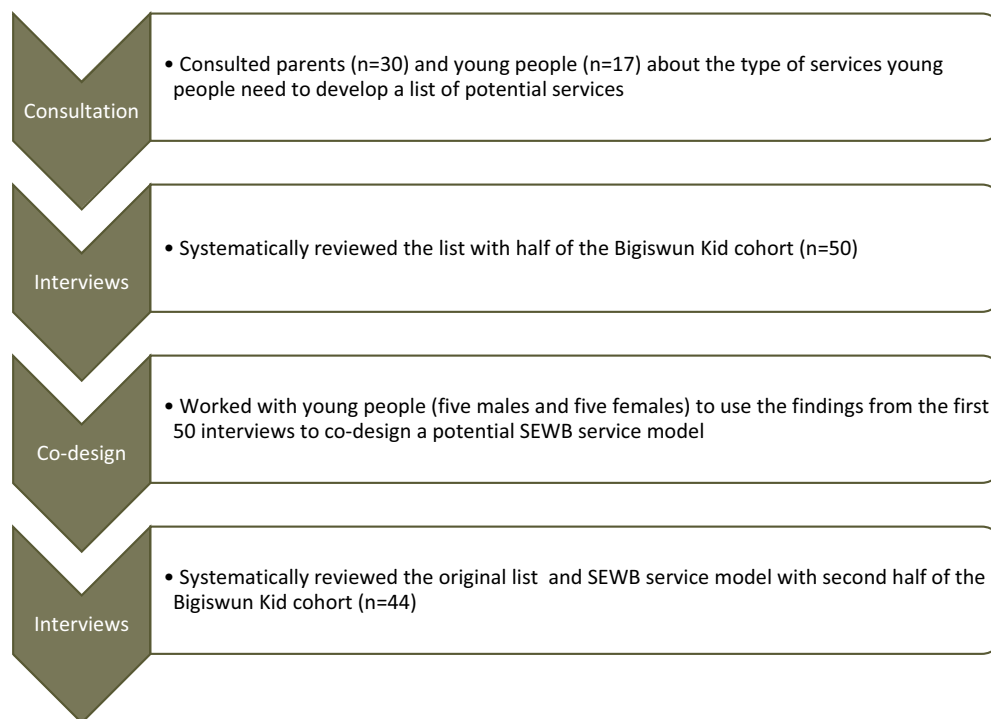 Consultation
• Consulted parents (n=30) and young people (n=17) about the type of services young
people need to develop a list of potential services
Interviews
• Systematically reviewed the list with half of the Bigiswun Kid cohort (n=50)
Co-design
• Worked with young people (five males and five females) to use the findings from the first
50 interviews to co-design a potential SEWB service model
Interviews
• Systematically reviewed the original list and SEWB service model with second half of the
Bigiswun Kid cohort (n=44)